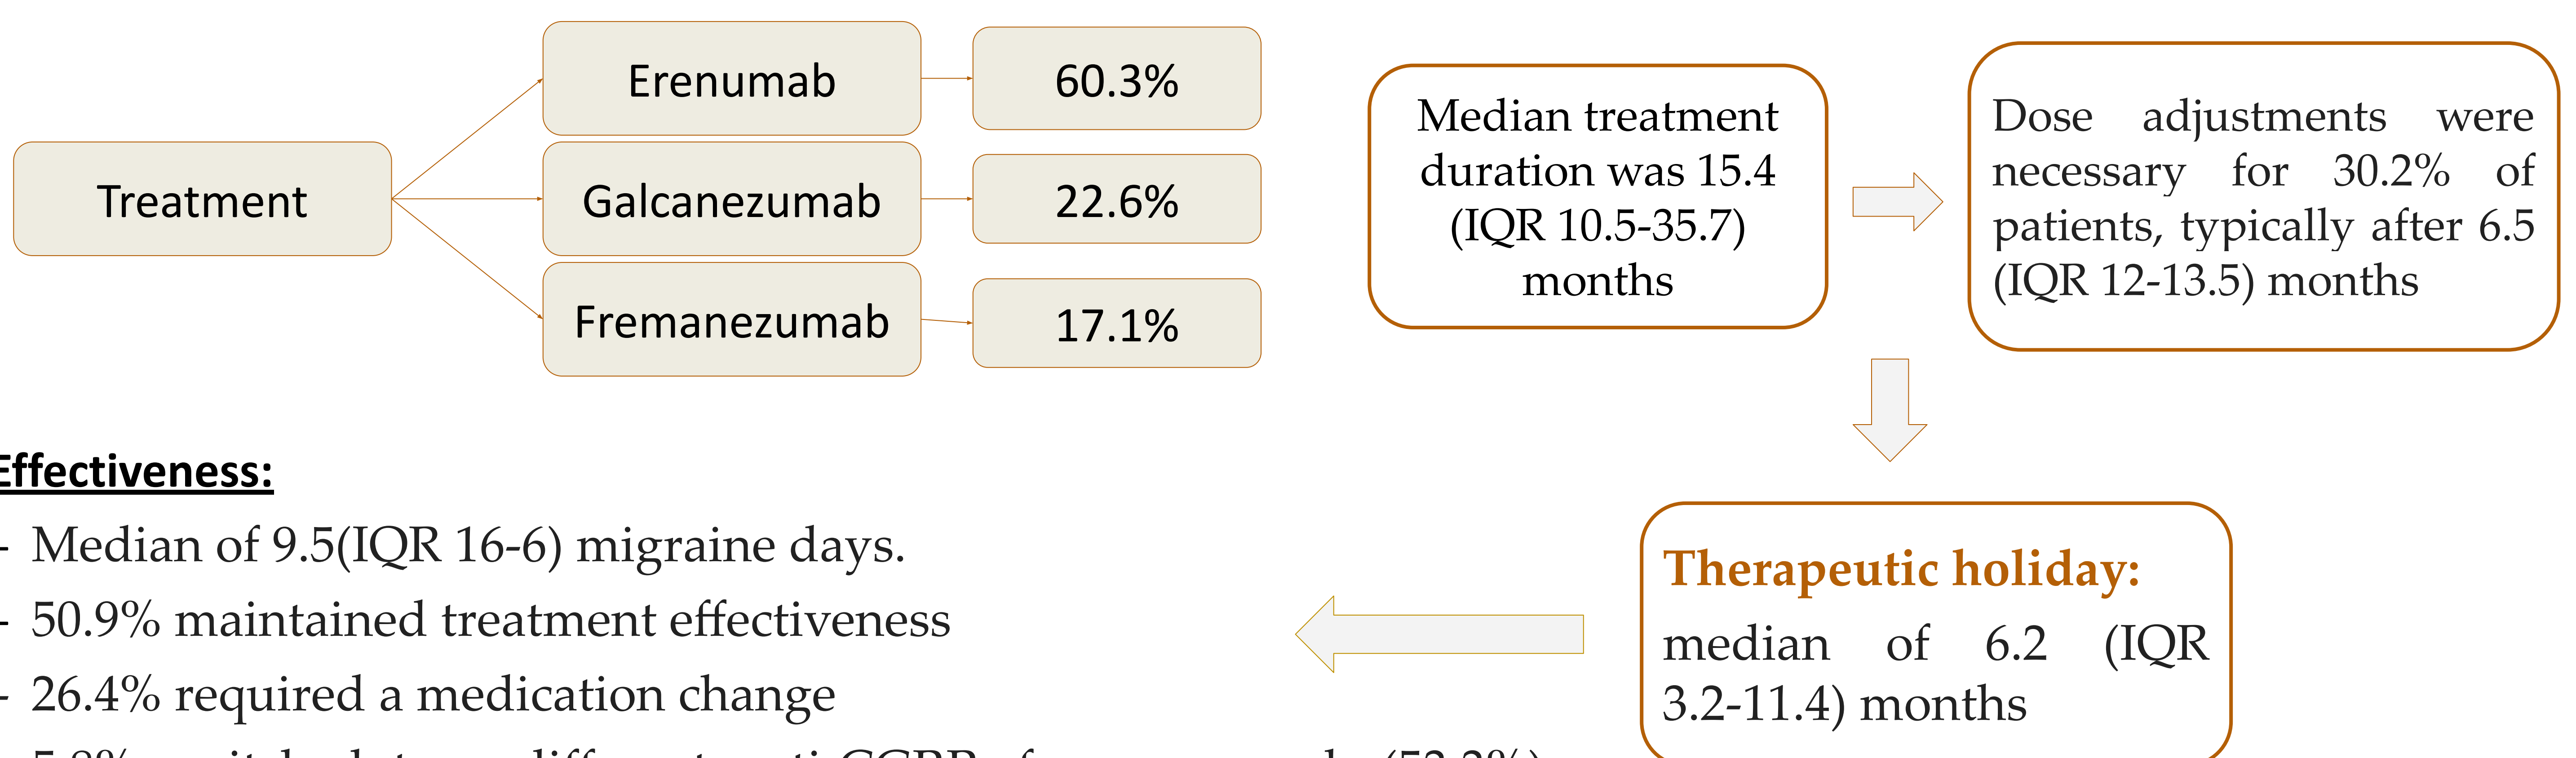 Treatment
Erenumab
60.3%
Galcanezumab
22.6%
Fremanezumab
17.1%
Median treatment
duration was 15.4
(IQR 10.5-35.7)
months
Dose adjustments were
necessary for 30.2% of
patients, typically after 6.5
(IQR 12-13.5) months
Therapeutic holiday:
median of 6.2 (IQR
3.2-11.4) months
Effectiveness:
- Median of 9.5(IQR 16-6) migraine days.
- 50.9% maintained treatment effectiveness
- 26.4% required a medication change